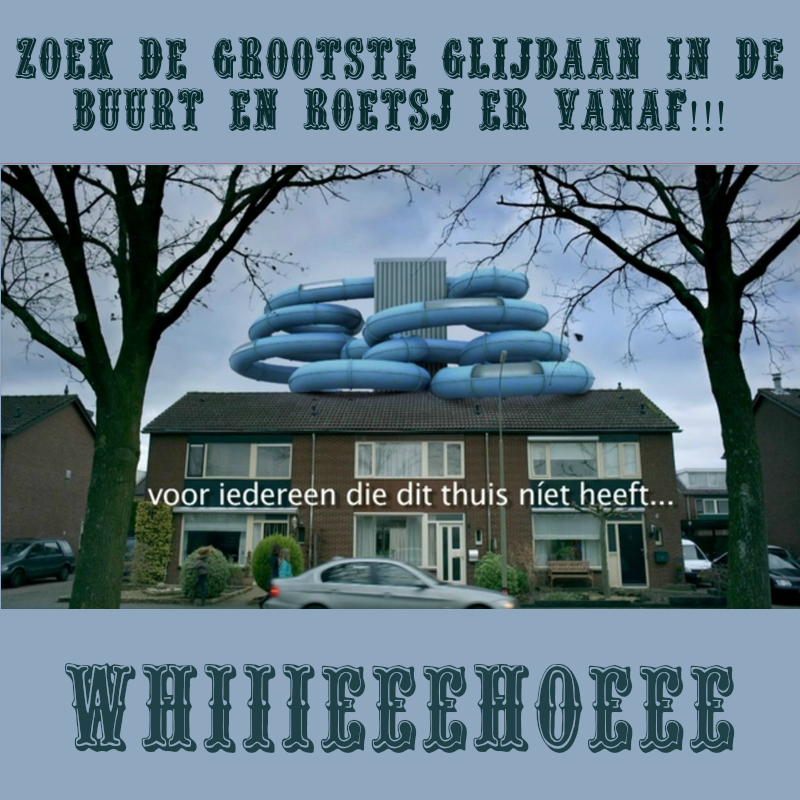 ZOEK DE GROOTSTE GLIJBAAN IN DE
BUURT EN ROETSJ ER VANAF!!!
voor iedereen die dit thuis níet heeft...
WHIIIEEEHOEEE